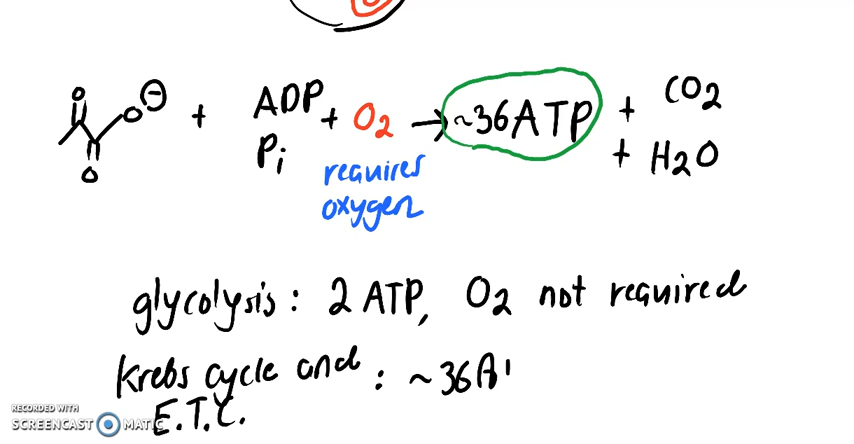 O O⊖ + ADP + O2 → ~36ATP + CO2
O Pi + H2O
requires
oxygen
glycolysis: 2 ATP, O2 not required
Krebs cycle and : ~36A
E.T.C.
RECORDED WITH
SCREENCAST MATIC